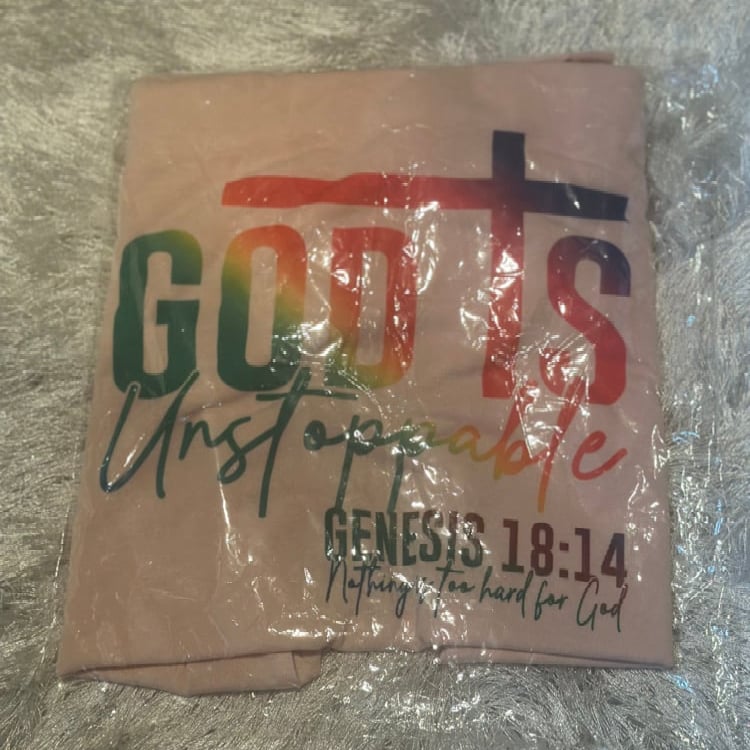 GOD IS
Unstoppable
GENESIS 18:14
Nothing is too hard for God